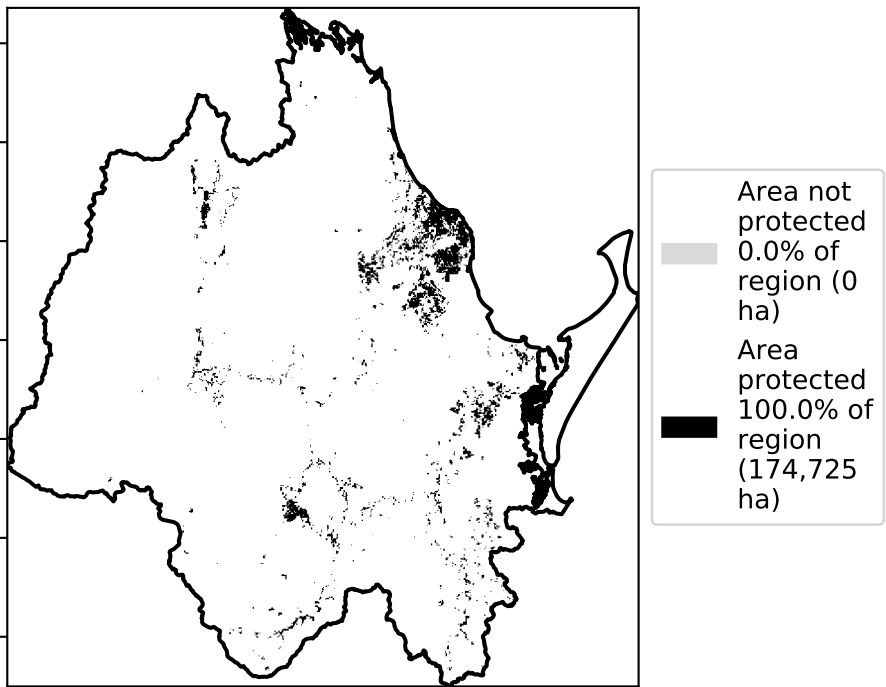 Area not
protected
0.0% of
region (0
ha)
Area
protected
100.0% of
region
(174,725
ha)